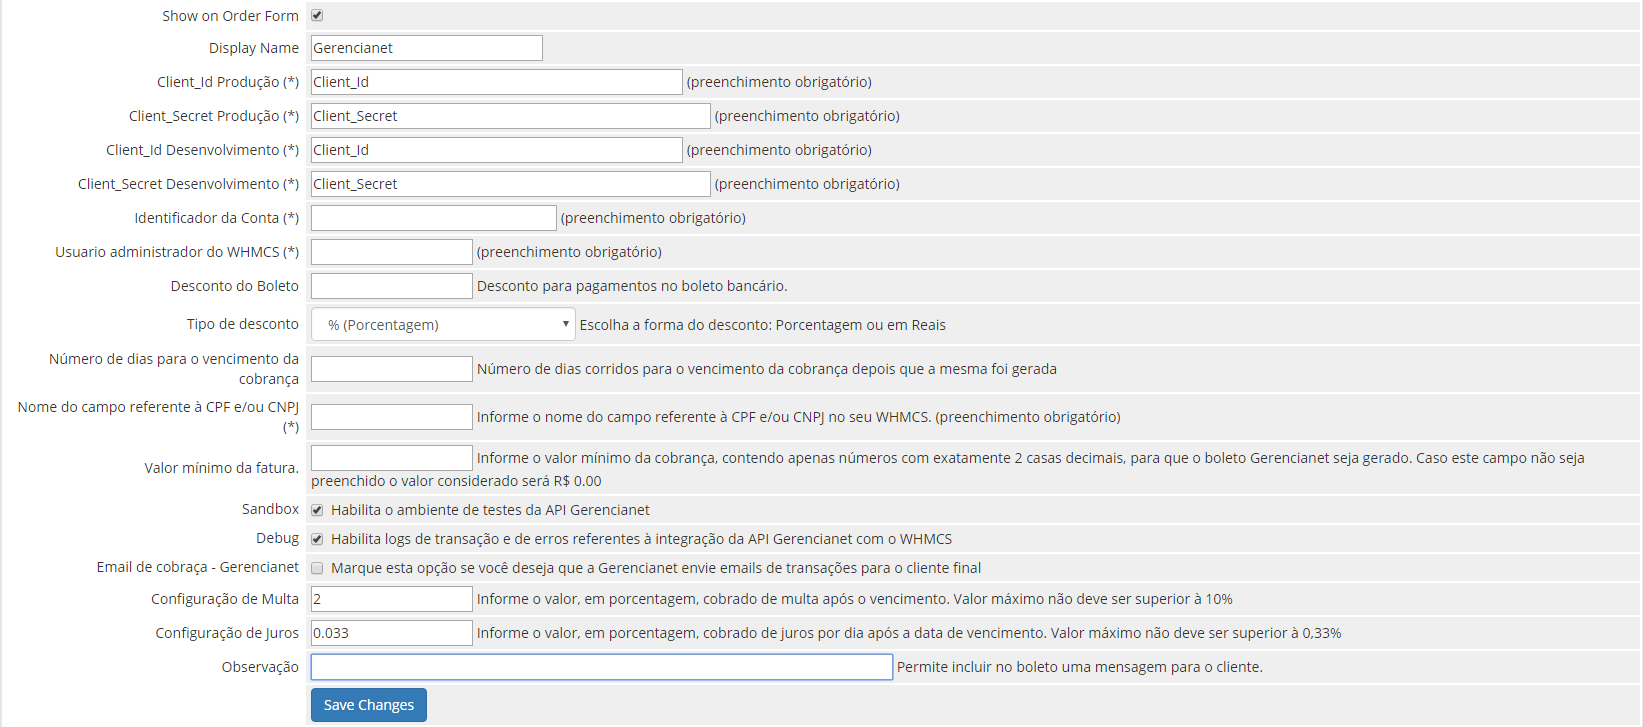 Show on Order Form
Display Name Gerencianet
Client_Id Produção (*) Client_Id (preenchimento obrigatório)
Client_Secret Produção (*) Client_Secret (preenchimento obrigatório)
Client_Id Desenvolvimento (*) Client_Id (preenchimento obrigatório)
Client_Secret Desenvolvimento (*) Client_Secret (preenchimento obrigatório)
Identificador da Conta (*) (preenchimento obrigatório)
Usuario administrador do WHMCS (*) (preenchimento obrigatório)
Desconto do Boleto Desconto para pagamentos no boleto bancário.
Tipo de desconto % (Porcentagem) Escolha a forma do desconto: Porcentagem ou em Reais
Número de dias para o vencimento da
cobrança
Número de dias corridos para o vencimento da cobrança depois que a mesma foi gerada
Nome do campo referente à CPF e/ou CNPJ
(*)
Informe o nome do campo referente à CPF e/ou CNPJ no seu WHMCS. (preenchimento obrigatório)
Valor mínimo da fatura.
Informe o valor mínimo da cobrança, contendo apenas números com exatamente 2 casas decimais, para que o boleto Gerencianet seja gerado. Caso este campo não seja
preenchido o valor considerado será R$ 0.00
Sandbox Habilita o ambiente de testes da API Gerencianet
Debug Habilita logs de transação e de erros referentes à integração da API Gerencianet com o WHMCS
Email de cobraça - Gerencianet Marque esta opção se você deseja que a Gerencianet envie emails de transações para o cliente final
Configuração de Multa 2 Informe o valor, em porcentagem, cobrado de multa após o vencimento. Valor máximo não deve ser superior à 10%
Configuração de Juros 0.033 Informe o valor, em porcentagem, cobrado de juros por dia após a data de vencimento. Valor máximo não deve ser superior à 0,33%
Observação Permite incluir no boleto uma mensagem para o cliente.
Save Changes